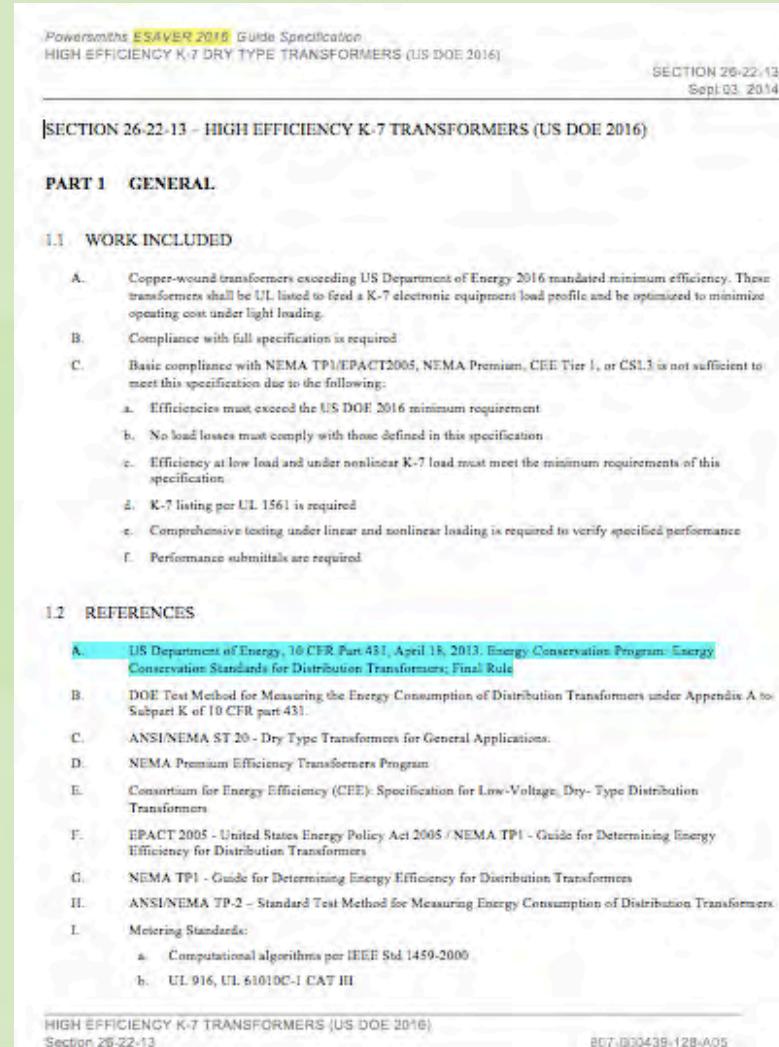 Powersmiths ESAVER 2016 Guide Specification
HIGH EFFICIENCY K-7 DRY TYPE TRANSFORMERS (US DOE 2016)
SECTION 26-22-13
Sept 03, 2014
SECTION 26-22-13 – HIGH EFFICIENCY K-7 TRANSFORMERS (US DOE 2016)
PART 1 GENERAL
1.1 WORK INCLUDED
A. Copper-wound transformers exceeding US Department of Energy 2016 mandated minimum efficiency. These
transformers shall be UL listed to feed a K-7 electronic equipment load profile and be optimized to minimize
opeating cost under light loading.
B. Compliance with full specification is required
C. Basic compliance with NEMA TP1/EPACT2005, NEMA Premium, CEE Tier 1, or CSL3 is not sufficient to
meet this specification due to the following:
a. Efficiencies must exceed the US DOE 2016 minimum requirement
b. No load losses must comply with those defined in this specification
c. Efficiency at low load and under nonlinear K-7 load must meet the minimum requirements of this
specification
d. K-7 listing per UL 1561 is required
e. Comprehensive testing under linear and nonlinear loading is required to verify specified performance
f. Performance submittals are required
1.2 REFERENCES
A. US Department of Energy, 10 CFR Part 431, April 18, 2013. Energy Conservation Program: Energy
Conservation Standards for Distribution Transformers; Final Rule
B. DOE Test Method for Measuring the Energy Consumption of Distribution Transformers under Appendix A to
Subpart K of 10 CFR part 431.
C. ANSI/NEMA ST 20 - Dry Type Transformers for General Applications.
D. NEMA Premium Efficiency Transformers Program
E. Consortium for Energy Efficiency (CEE): Specification for Low-Voltage, Dry- Type Distribution
Transformers
F. EPACT 2005 - United States Energy Policy Act 2005 / NEMA TP1 - Guide for Determining Energy
Efficiency for Distribution Transformers
G. NEMA TP1 - Guide for Determining Energy Efficiency for Distribution Transformers
H. ANSI/NEMA TP-2 – Standard Test Method for Measuring Energy Consumption of Distribution Transformers
I. Metering Standards:
a. Computational algorithms per IEEE Std 1459-2000
b. UL 916, UL 61010C-1 CAT III
HIGH EFFICIENCY K-7 TRANSFORMERS (US DOE 2016)
Section 26-22-13
807-000439-128-A05